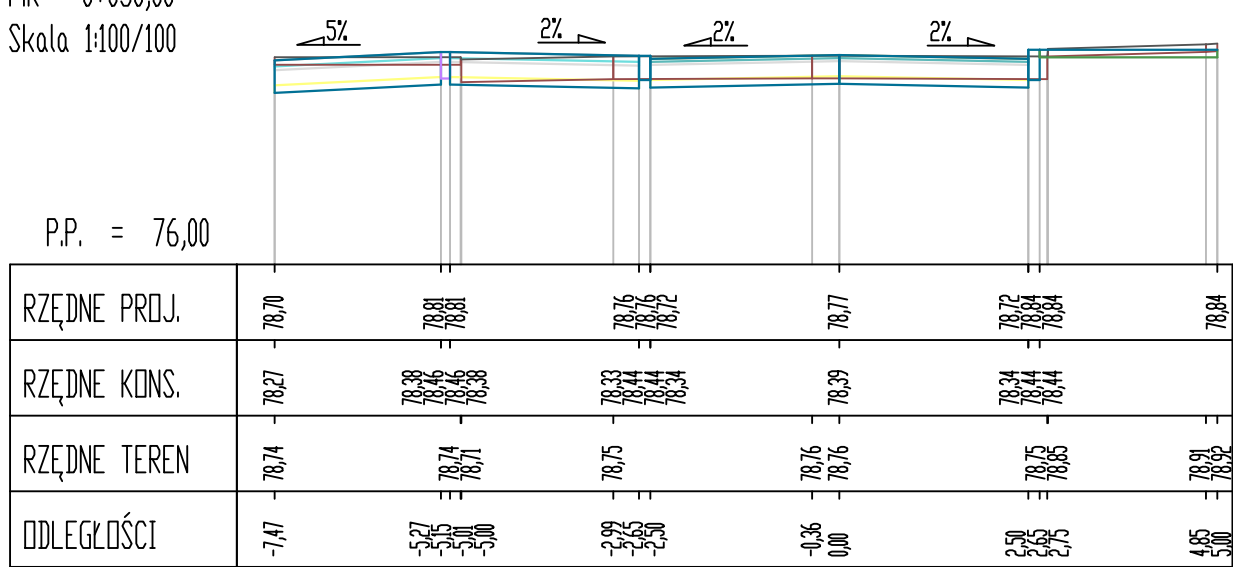 Skala 1:100/100
5% 2% 2% 2%
P.P. = 76,00
RZĘDNE PROJ. 78,70 78,81 78,81 78,76 78,76 78,72 78,77 78,72 78,84 78,84 78,84
RZĘDNE KONS. 78,27 78,38 78,46 78,46 78,38 78,33 78,44 78,44 78,34 78,39 78,34 78,44 78,44
RZĘDNE TEREN 78,74 78,74 78,71 78,75 78,76 78,76 78,75 78,85 78,91 78,92
ODLEGŁOŚCI -7,47 -5,27 -5,15 -5,01 -5,00 -2,99 -2,65 -2,50 -0,36 0,00 2,50 2,65 2,75 4,85 5,00